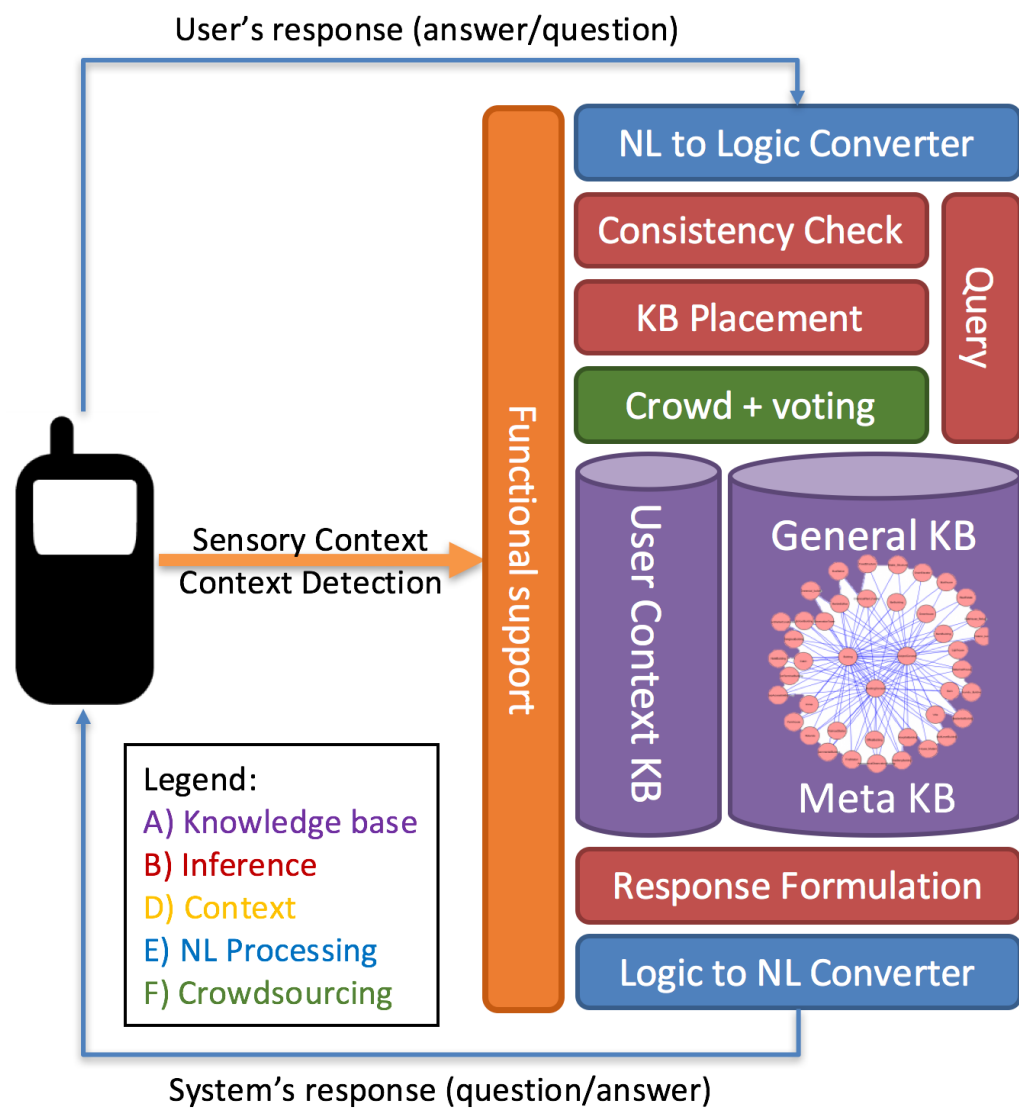 User's response (answer/question)
NL to Logic Converter
Consistency Check
KB Placement
Query
Crowd + voting
Functional support
Sensory Context
Context Detection
User Context KB
General KB
Meta KB
Legend:
A) Knowledge base
B) Inference
D) Context
E) NL Processing
F) Crowdsourcing
Response Formulation
Logic to NL Converter
System's response (question/answer)